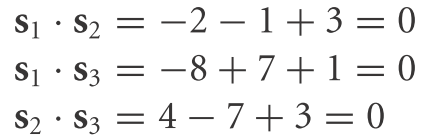 s₁ · s₂ = −2 − 1 + 3 = 0
s₁ · s₃ = −8 + 7 + 1 = 0
s₂ · s₃ = 4 − 7 + 3 = 0